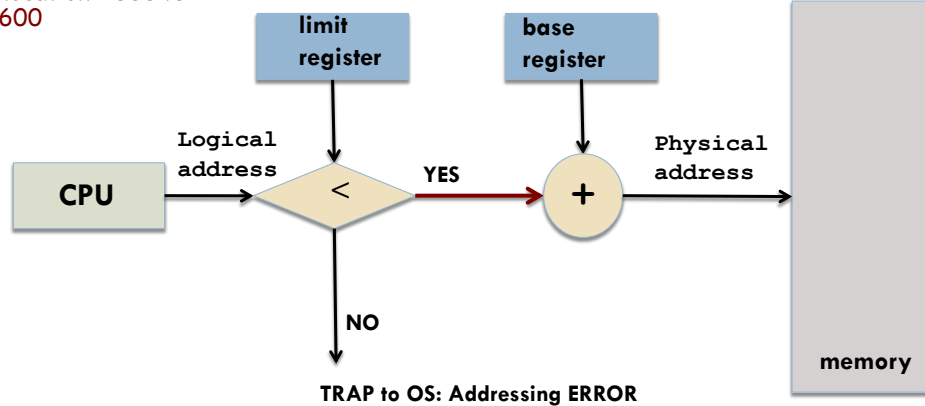 600
limit
register
base
register
Logical
address
Physical
address
CPU
<
YES
+
NO
memory
TRAP to OS: Addressing ERROR